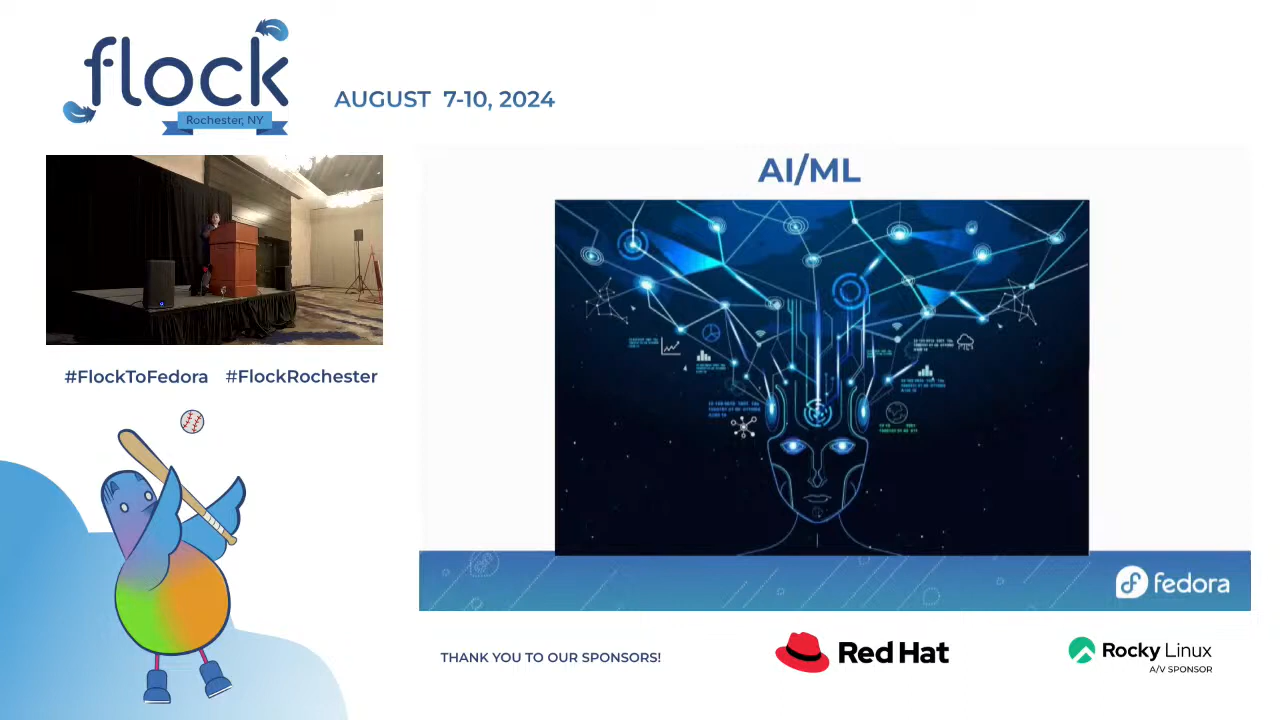 flock
Rochester, NY
AUGUST 7-10, 2024
AI/ML
#FlockToFedora #FlockRochester
fedora
THANK YOU TO OUR SPONSORS!
Red Hat
Rocky Linux
A/V SPONSOR